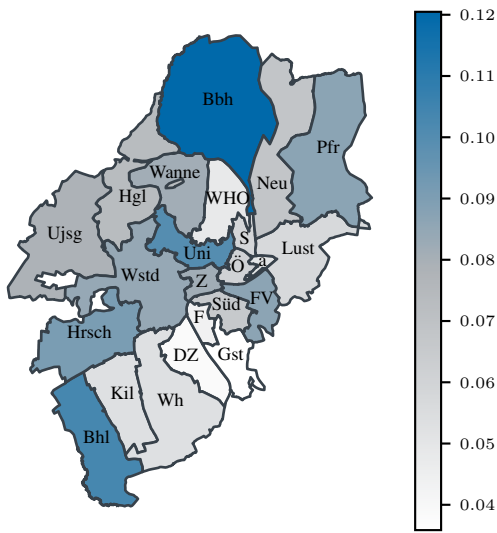 Bbh
Pfr
Wanne
Hgl
WHO
Neu
Ujsg
S
Lust
Uni
Ö
a
Wstd
Z
FV
Süd
F
Hrsch
DZ
Gst
Kil
Wh
Bhl
0.12
0.11
0.10
0.09
0.08
0.07
0.06
0.05
0.04